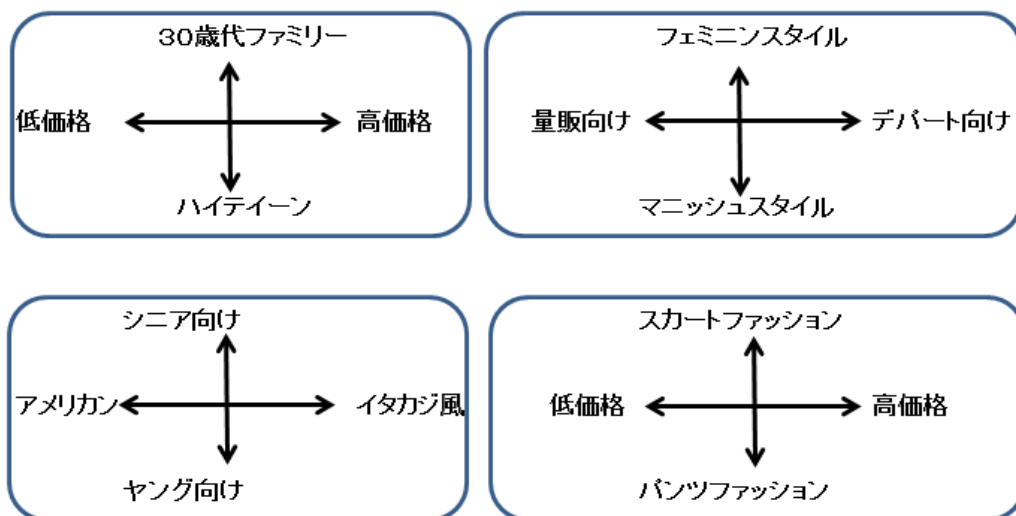 30歳代ファミリー
低価格
高価格
ハイテイーン
フェミニンスタイル
量販向け
デパート向け
マニッシュスタイル
シニア向け
アメリカン
イタカジ風
ヤング向け
スカートファッション
低価格
高価格
パンツファッション